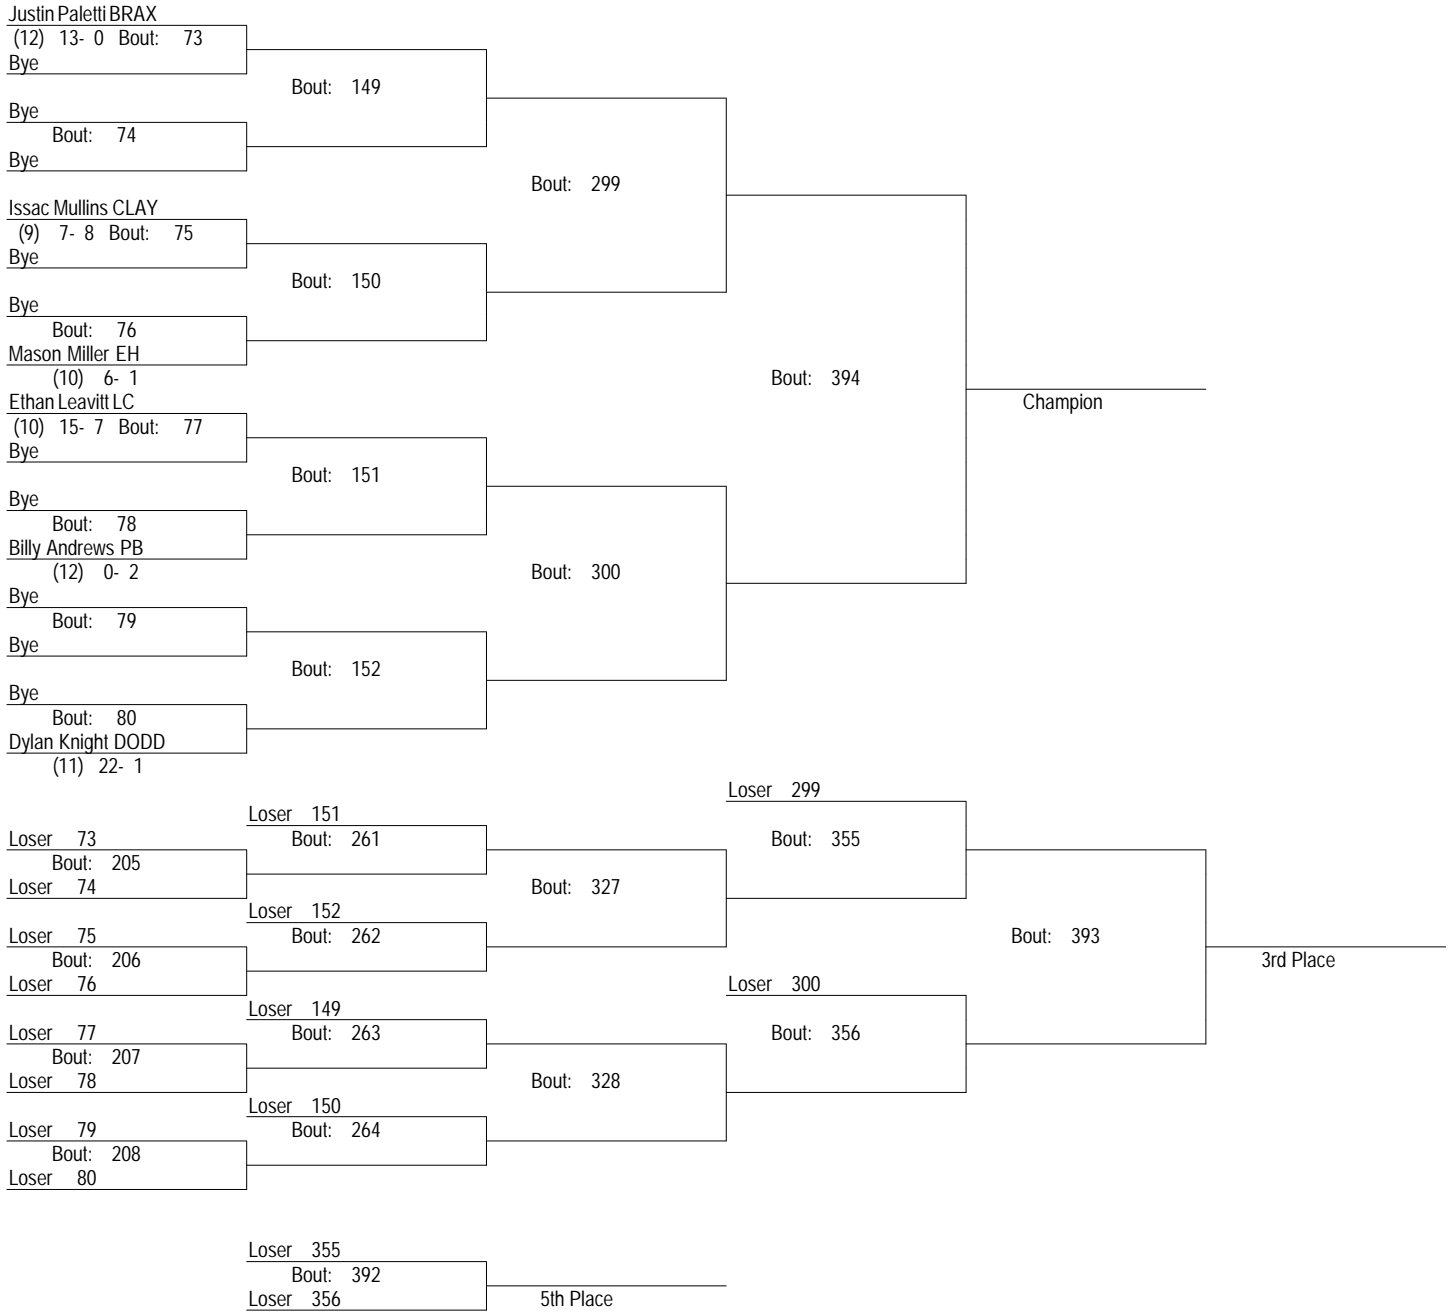 Justin Paletti BRAX
(12) 13- 0 Bout: 73
Bye
Bout: 149
Bye
Bout: 74
Bye
Bout: 299
Issac Mullins CLAY
(9) 7- 8 Bout: 75
Bye
Bout: 150
Bye
Bout: 76
Mason Miller EH
(10) 6- 1
Bout: 394
Ethan Leavitt LC
Champion
(10) 15- 7 Bout: 77
Bye
Bout: 151
Bye
Bout: 78
Billy Andrews PB
(12) 0- 2
Bout: 300
Bye
Bout: 79
Bye
Bout: 152
Bye
Bout: 80
Dylan Knight DODD
(11) 22- 1
Loser 299
Loser 151
Loser 73
Bout: 261
Bout: 355
Bout: 205
Loser 74
Bout: 327
Loser 152
Loser 75
Bout: 262
Bout: 393
Bout: 206
3rd Place
Loser 76
Loser 300
Loser 149
Loser 77
Bout: 263
Bout: 356
Bout: 207
Loser 78
Bout: 328
Loser 150
Loser 79
Bout: 264
Bout: 208
Loser 80
Loser 355
Bout: 392
Loser 356
5th Place